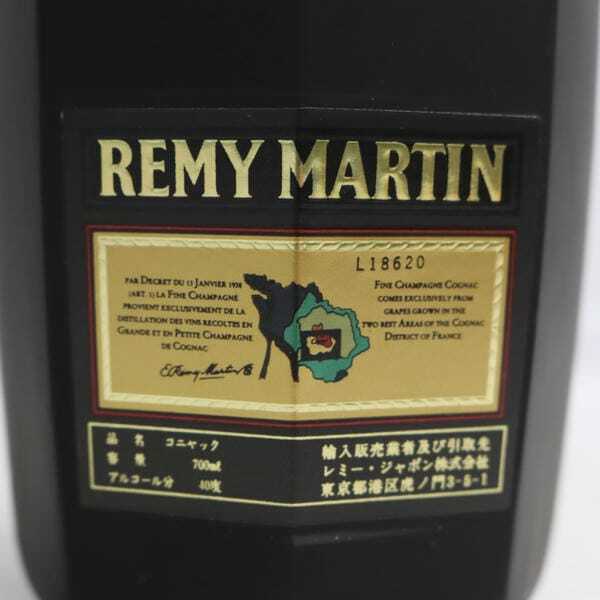 REMY MARTIN
L18620
PAR DECRET DU 13 JANVIER 1938
(ART. 1) LA FINE CHAMPAGNE
PROVIENT EXCLUSIVEMENT DE LA
DISTILLATION DES VINS RECOLTES EN
GRANDE ET EN PETITE CHAMPAGNE
DE COGNAC
E. Remy Martin
FINE CHAMPAGNE COGNAC
COMES EXCLUSIVELY FROM
GRAPES GROWN IN THE
TWO BEST AREAS OF THE COGNAC
DISTRICT OF FRANCE
品 名 コニャック
容 量 700ml
アルコール分 40度
輸入販売業者及び引取先
レミー・ジャポン株式会社
東京都港区虎ノ門3-5-1